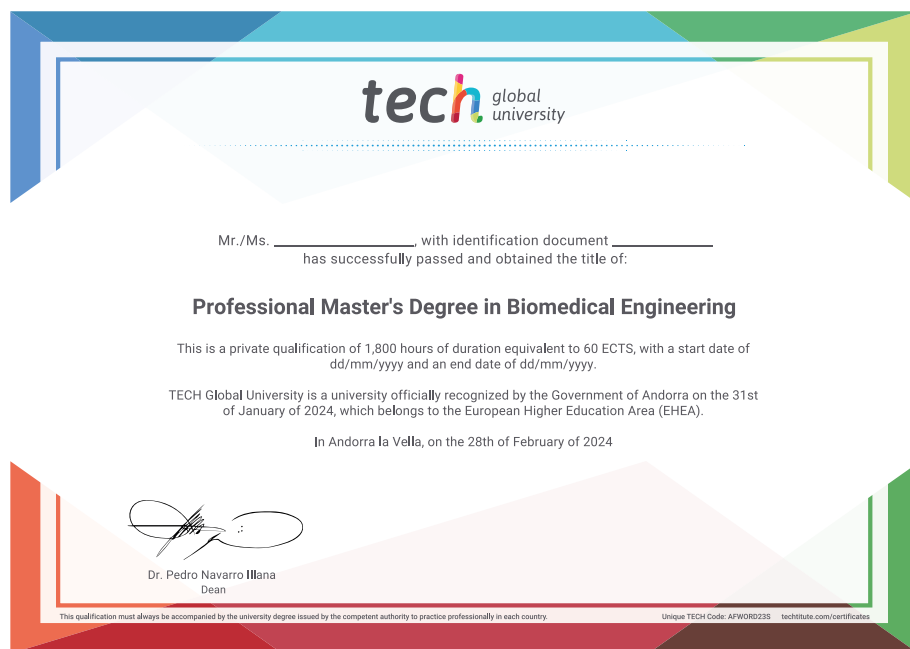 tech global university
Mr./Ms. ____________________, with identification document ______________
has successfully passed and obtained the title of:
Professional Master's Degree in Biomedical Engineering
This is a private qualification of 1,800 hours of duration equivalent to 60 ECTS, with a start date of
dd/mm/yyyy and an end date of dd/mm/yyyy.
TECH Global University is a university officially recognized by the Government of Andorra on the 31st
of January of 2024, which belongs to the European Higher Education Area (EHEA).
In Andorra la Vella, on the 28th of February of 2024
Dr. Pedro Navarro Illana
Dean
This qualification must always be accompanied by the university degree issued by the competent authority to practice professionally in each country.
Unique TECH Code: AFWORD23S techtitute.com/certificates